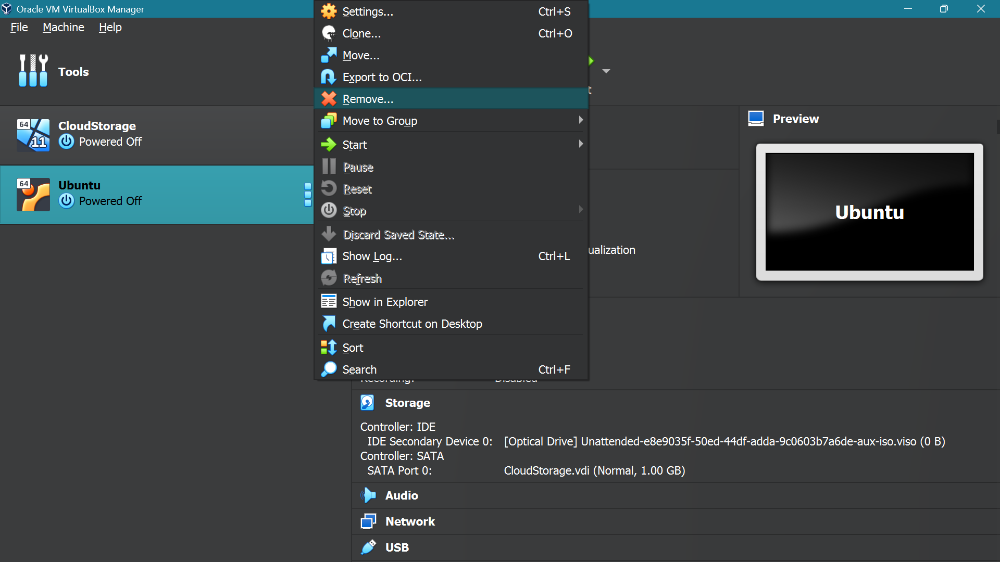 Oracle VM VirtualBox Manager
File Machine Help
Tools
64
11
CloudStorage
Powered Off
64
Ubuntu
Powered Off
Settings... Ctrl+S
Clone... Ctrl+O
Move...
Export to OCI...
Remove...
Move to Group
Start
Pause
Reset
Stop
Discard Saved State...
Show Log... Ctrl+L
Refresh
Show in Explorer
Create Shortcut on Desktop
Sort
Search Ctrl+F
t
ualization
Preview
Ubuntu
Recording: Disabled
Storage
Controller: IDE
IDE Secondary Device 0: [Optical Drive] Unattended-e8e9035f-50ed-44df-adda-9c0603b7a6de-aux-iso.viso (0 B)
Controller: SATA
SATA Port 0: CloudStorage.vdi (Normal, 1.00 GB)
Audio
Network
USB